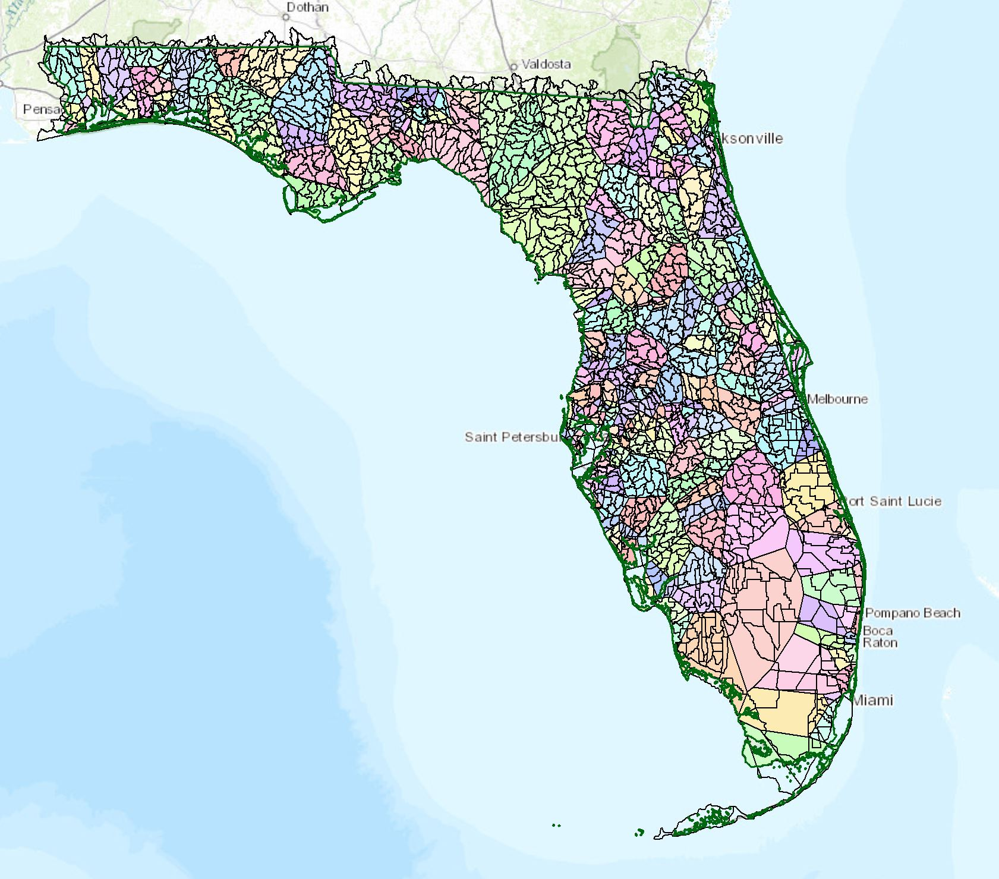 Dothan
Valdosta
Pensa
ksonville
Melbourne
Saint Petersbu
ort Saint Lucie
Pompano Beach
Boca
Raton
Miami